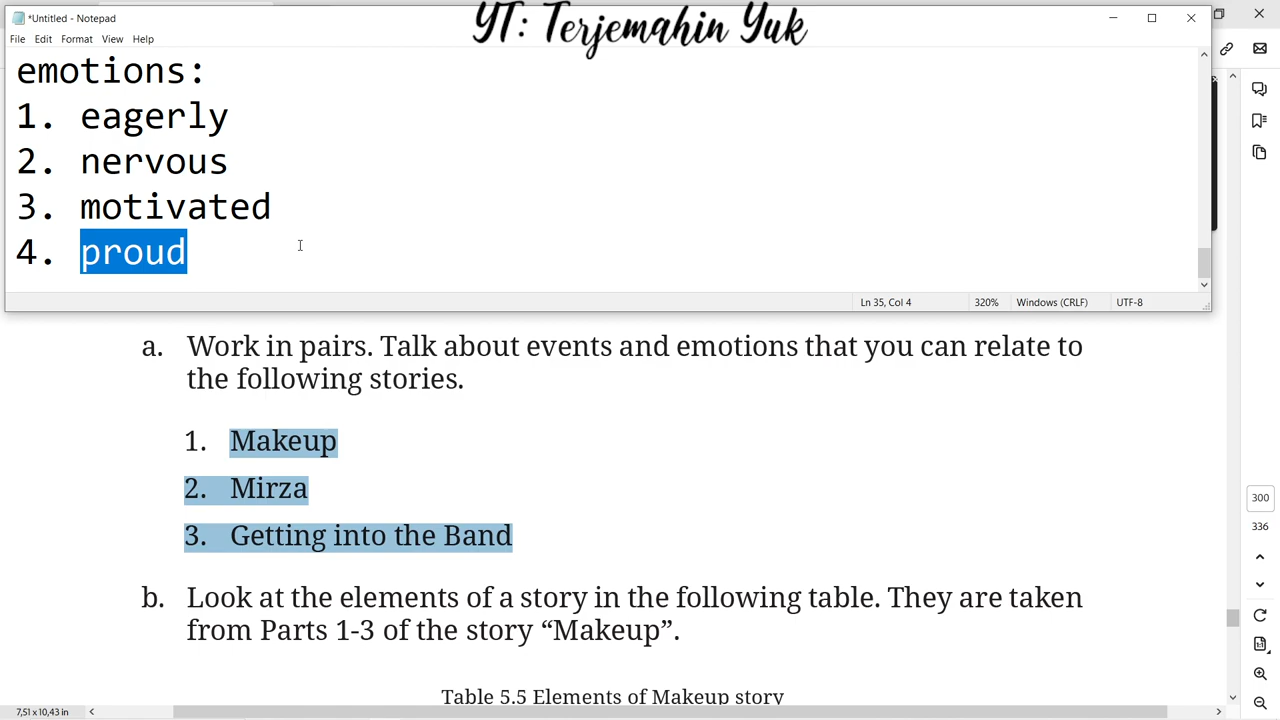 *Untitled - Notepad
YT: Terjemahin Yuk
File Edit Format View Help
emotions:
1. eagerly
2. nervous
3. motivated
4. proud
Ln 35, Col 4 320% Windows (CRLF) UTF-8
a. Work in pairs. Talk about events and emotions that you can relate to
the following stories.
1. Makeup
2. Mirza
3. Getting into the Band
300
336
b. Look at the elements of a story in the following table. They are taken
from Parts 1-3 of the story “Makeup”.
Table 5.5 Elements of Makeup story
7,51 x 10,43 in